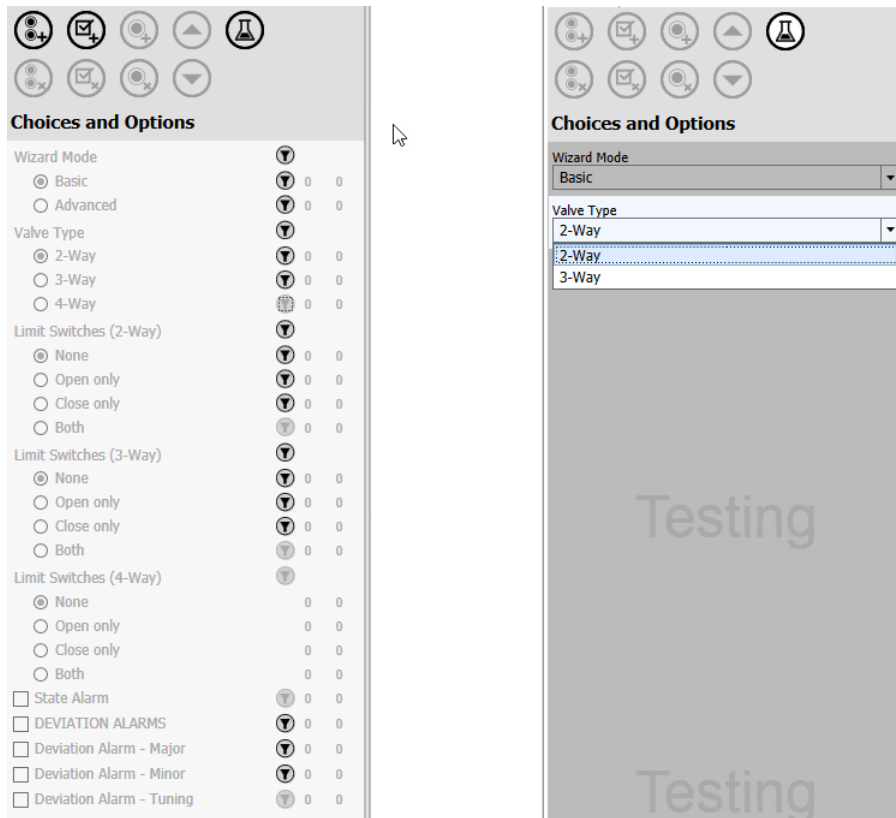 Choices and Options
Wizard Mode
Basic 0 0
Advanced 0 0
Valve Type
2-Way 0 0
3-Way 0 0
4-Way 0 0
Limit Switches (2-Way)
None 0 0
Open only 0 0
Close only 0 0
Both 0 0
Limit Switches (3-Way)
None 0 0
Open only 0 0
Close only 0 0
Both 0 0
Limit Switches (4-Way)
None 0 0
Open only 0 0
Close only 0 0
Both 0 0
State Alarm 0 0
DEVIATION ALARMS 0 0
Deviation Alarm - Major 0 0
Deviation Alarm - Minor 0 0
Deviation Alarm - Tuning 0 0
Choices and Options
Wizard Mode
Basic
Valve Type
2-Way
2-Way
3-Way
Testing
Testing